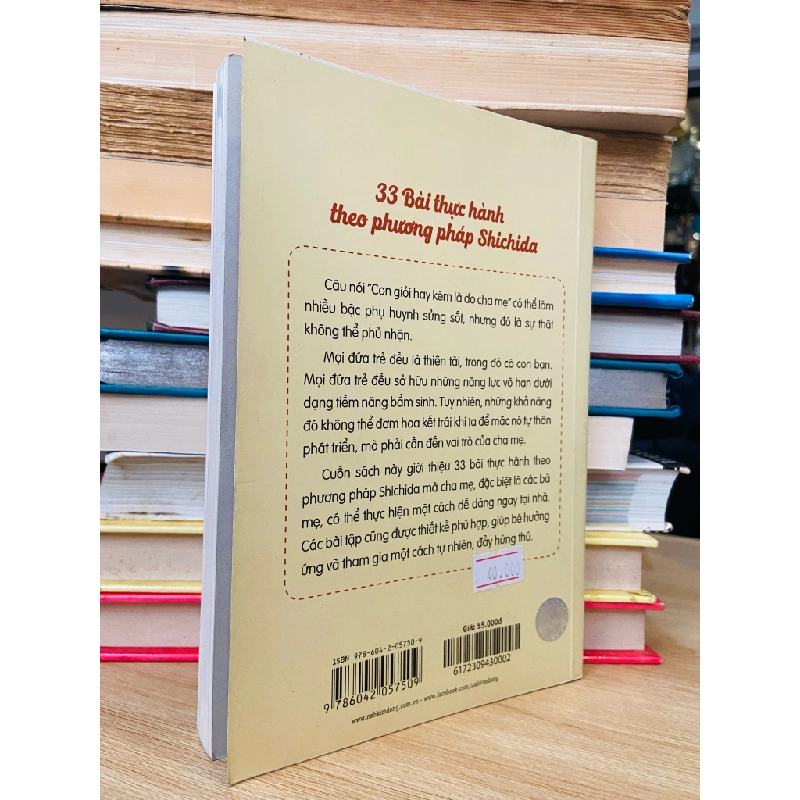 33 Bài thực hành
theo phương pháp Shichida
Câu nói "Con giỏi hay kém là do cha mẹ" có thể làm
nhiều bậc phụ huynh sửng sốt, nhưng đó là sự thật
không thể phủ nhận.
Mọi đứa trẻ đều là thiên tài, trong đó có con bạn.
Mọi đứa trẻ đều sở hữu những năng lực vô hạn dưới
dạng tiềm năng bẩm sinh. Tuy nhiên, những khả năng
đó không thể đơm hoa kết trái khi ta để mặc nó tự thân
phát triển, mà phải cần đến vai trò của cha mẹ.
Cuốn sách này giới thiệu 33 bài thực hành theo
phương pháp Shichida mà cha mẹ, đặc biệt là các bà
mẹ, có thể thực hiện một cách dễ dàng ngay tại nhà.
Các bài tập cũng được thiết kế phù hợp, giúp bé hưởng
ứng và tham gia một cách tự nhiên, đầy hứng thú.
40.000
ISBN 978-604-2-05750-9
9 786042 057509
Giá: 55.000đ
6172309430002
www.nxbkimdong.com.vn - www.facebook.com/nxbkimdong